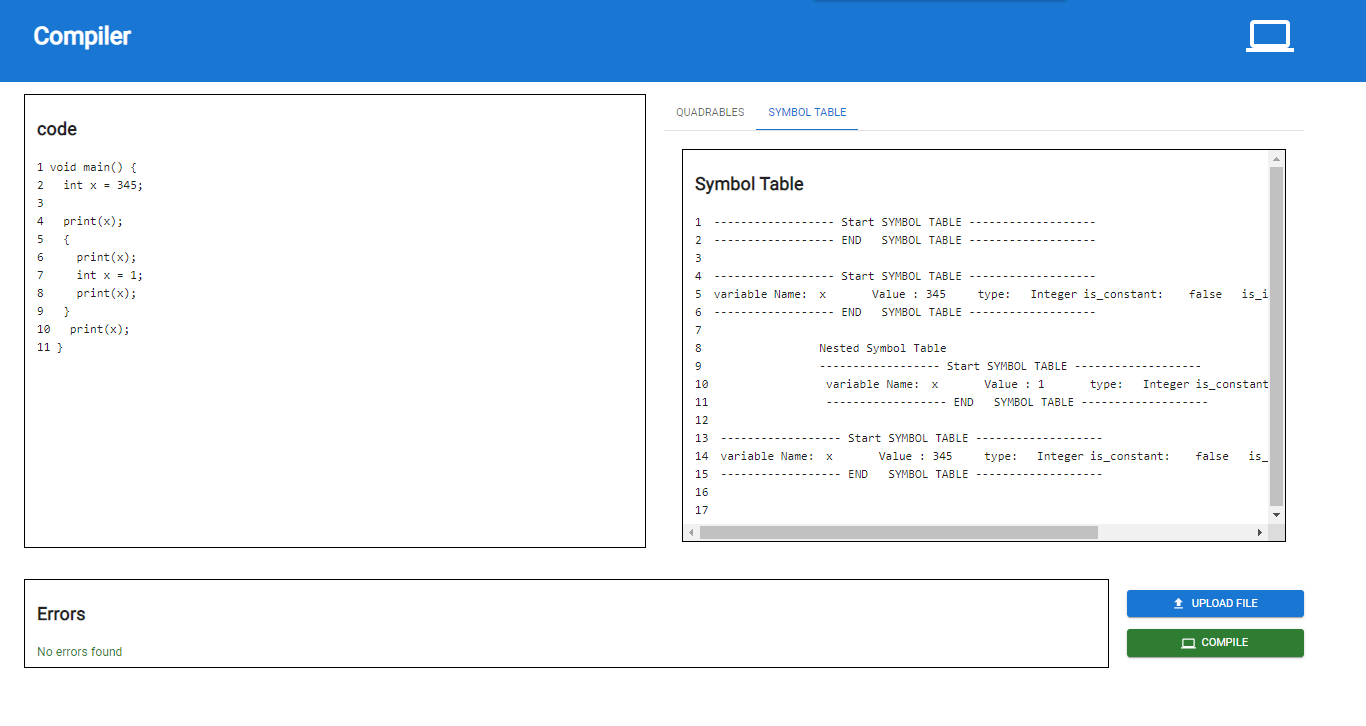 Compiler
code
1 void main() {
2   int x = 345;
3
4   print(x);
5   {
6     print(x);
7     int x = 1;
8     print(x);
9   }
10   print(x);
11 }
QUADRABLES SYMBOL TABLE
Symbol Table
1  ------------------ Start SYMBOL TABLE -------------------
2  ------------------ END   SYMBOL TABLE -------------------
3
4  ------------------ Start SYMBOL TABLE -------------------
5  variable Name:  x       Value : 345     type:   Integer is_constant:    false   is_i
6  ------------------ END   SYMBOL TABLE -------------------
7
8                  Nested Symbol Table
9                  ------------------ Start SYMBOL TABLE -------------------
10                  variable Name:  x       Value : 1       type:   Integer is_constant
11                  ------------------ END   SYMBOL TABLE -------------------
12
13  ------------------ Start SYMBOL TABLE -------------------
14  variable Name:  x       Value : 345     type:   Integer is_constant:    false   is_
15  ------------------ END   SYMBOL TABLE -------------------
16
17
Errors
No errors found
UPLOAD FILE
COMPILE